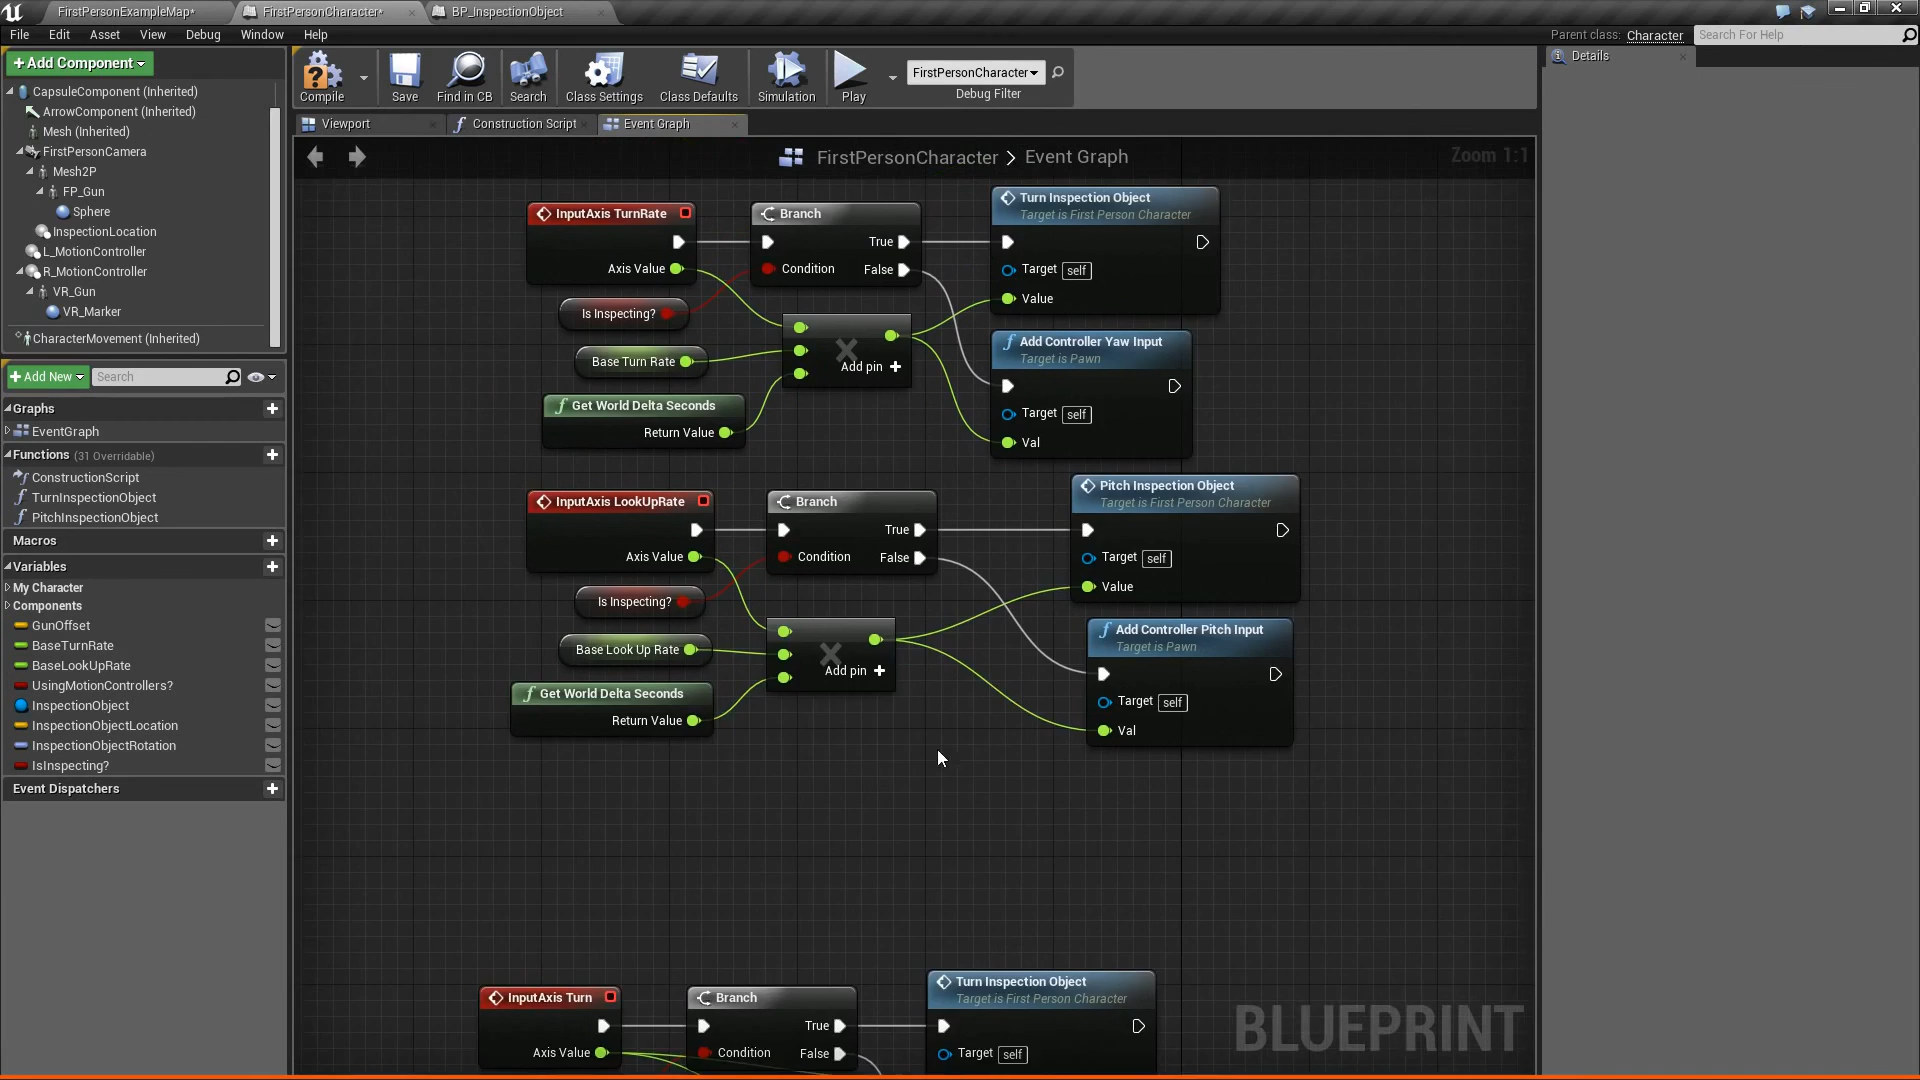 FirstPersonExampleMap*
FirstPersonCharacter*
BP_InspectionObject
File Edit Asset View Debug Window Help
Parent class: Character
Search For Help
+ Add Component
CapsuleComponent (Inherited)
ArrowComponent (Inherited)
Mesh (Inherited)
FirstPersonCamera
Mesh2P
FP_Gun
Sphere
InspectionLocation
L_MotionController
R_MotionController
VR_Gun
VR_Marker
CharacterMovement (Inherited)
+ Add New
Search
Graphs
EventGraph
Functions (31 Overridable)
ConstructionScript
TurnInspectionObject
PitchInspectionObject
Macros
Variables
My Character
Components
GunOffset
BaseTurnRate
BaseLookUpRate
UsingMotionControllers?
InspectionObject
InspectionObjectLocation
InspectionObjectRotation
IsInspecting?
Event Dispatchers
Compile
Save
Find in CB
Search
Class Settings
Class Defaults
Simulation
Play
FirstPersonCharacter
Debug Filter
Viewport
Construction Script
Event Graph
FirstPersonCharacter > Event Graph
Zoom 1:1
InputAxis TurnRate
Axis Value
Branch
True
Condition
False
Turn Inspection Object
Target is First Person Character
Target self
Value
Is Inspecting?
Base Turn Rate
Get World Delta Seconds
Return Value
Add pin +
Add Controller Yaw Input
Target is Pawn
Target self
Val
InputAxis LookUpRate
Axis Value
Branch
True
Condition
False
Pitch Inspection Object
Target is First Person Character
Target self
Value
Is Inspecting?
Base Look Up Rate
Get World Delta Seconds
Return Value
Add pin +
Add Controller Pitch Input
Target is Pawn
Target self
Val
InputAxis Turn
Axis Value
Branch
True
Condition
False
Turn Inspection Object
Target is First Person Character
Target self
BLUEPRINT
Details